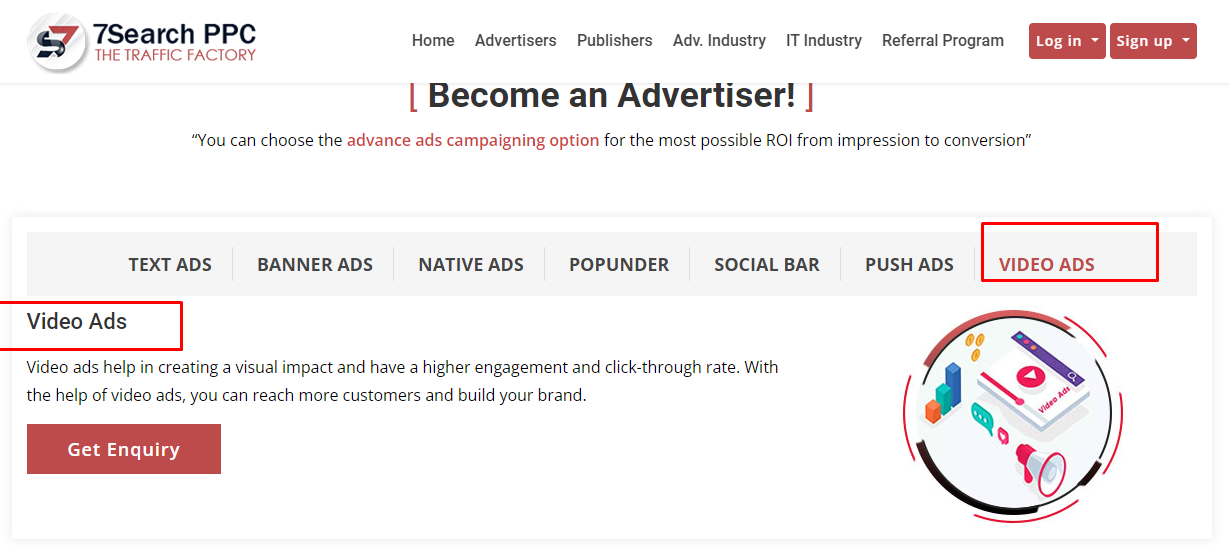 7Search PPC
THE TRAFFIC FACTORY
Home Advertisers Publishers Adv. Industry IT Industry Referral Program Log in Sign up
[ Become an Advertiser! ]
“You can choose the advance ads campaigning option for the most possible ROI from impression to conversion”
TEXT ADS BANNER ADS NATIVE ADS POPUNDER SOCIAL BAR PUSH ADS VIDEO ADS
Video Ads
Video ads help in creating a visual impact and have a higher engagement and click-through rate. With
the help of video ads, you can reach more customers and build your brand.
Get Enquiry
Video Ads